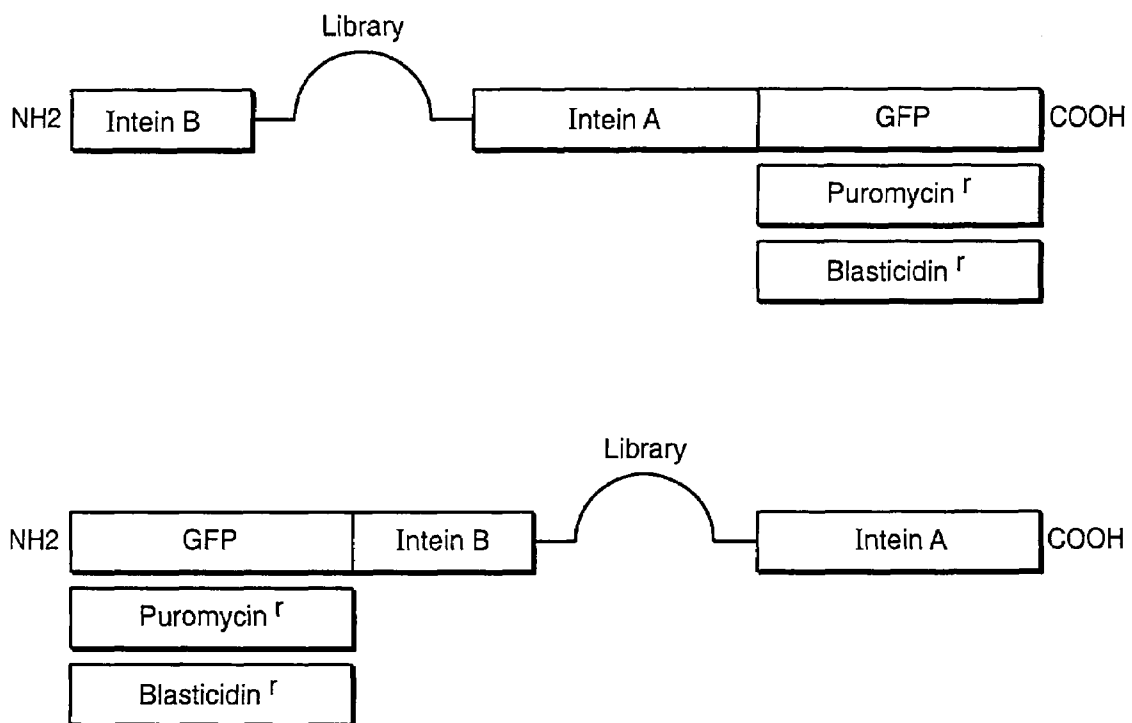 Library
NH2 Intein B Intein A GFP COOH
Puromycin r
Blasticidin r
Library
NH2 GFP Intein B Intein A COOH
Puromycin r
Blasticidin r